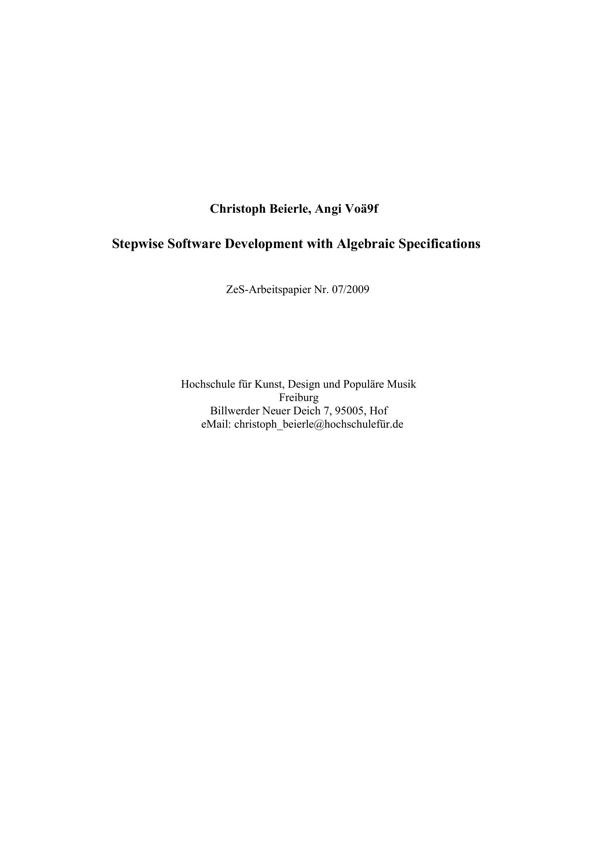 Christoph Beierle, Angi Voä9f
Stepwise Software Development with Algebraic Specifications
ZeS-Arbeitspapier Nr. 07/2009
Hochschule für Kunst, Design und Populäre Musik
Freiburg
Billwerder Neuer Deich 7, 95005, Hof
eMail: christoph_beierle@hochschulefür.de